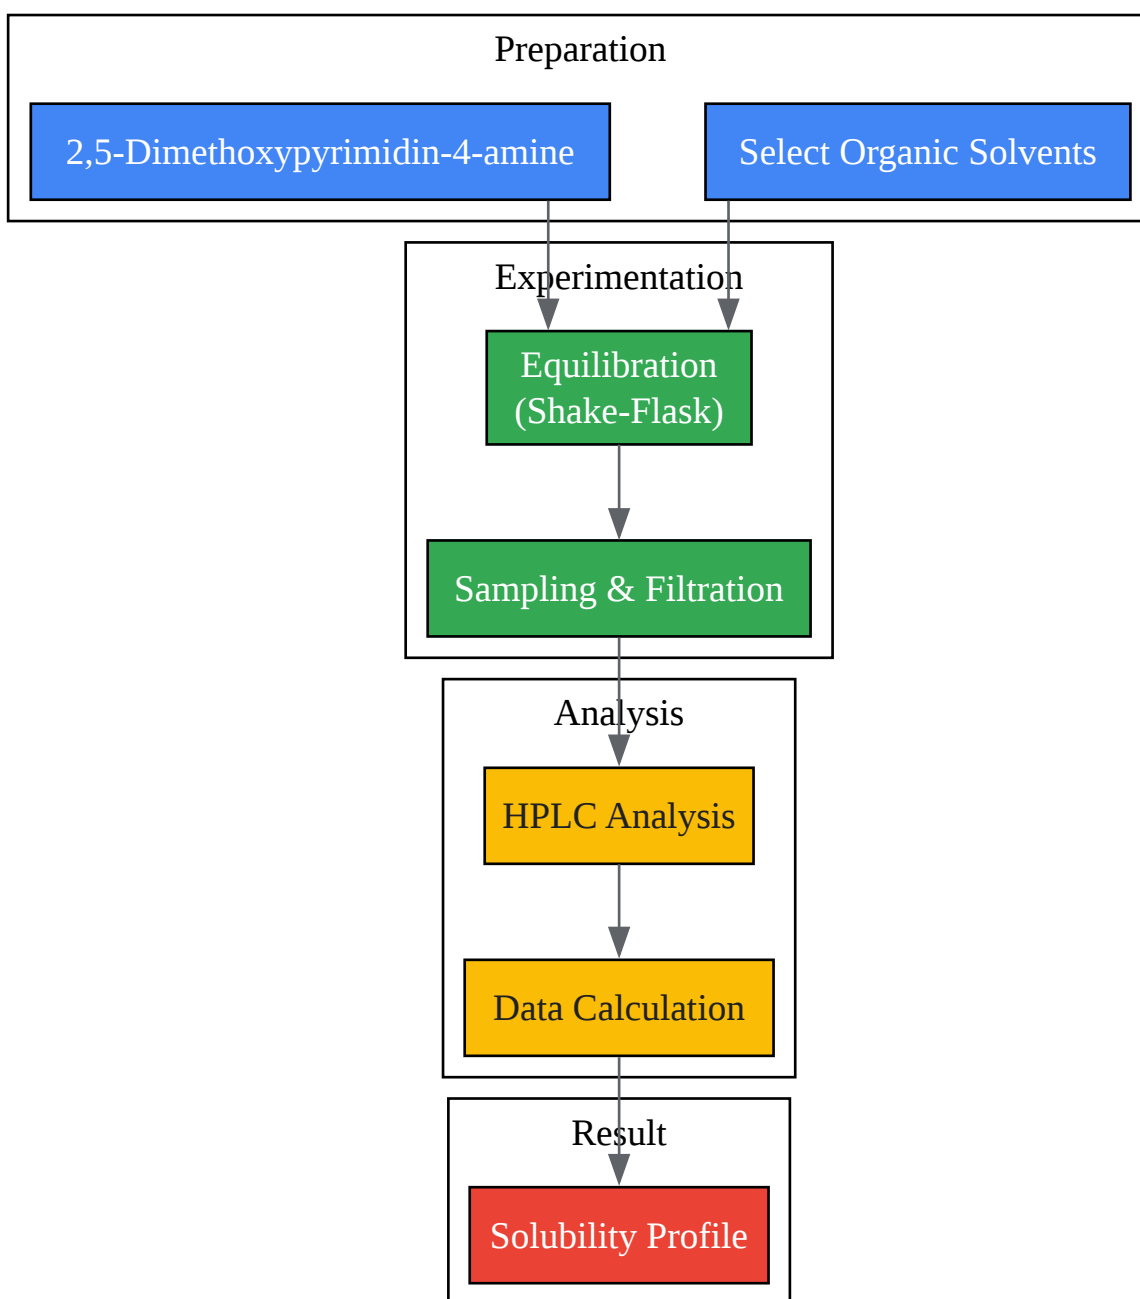 Preparation
2,5-Dimethoxypyrimidin-4-amine
Select Organic Solvents
Experimentation
Equilibration
(Shake-Flask)
Sampling & Filtration
Analysis
HPLC Analysis
Data Calculation
Result
Solubility Profile